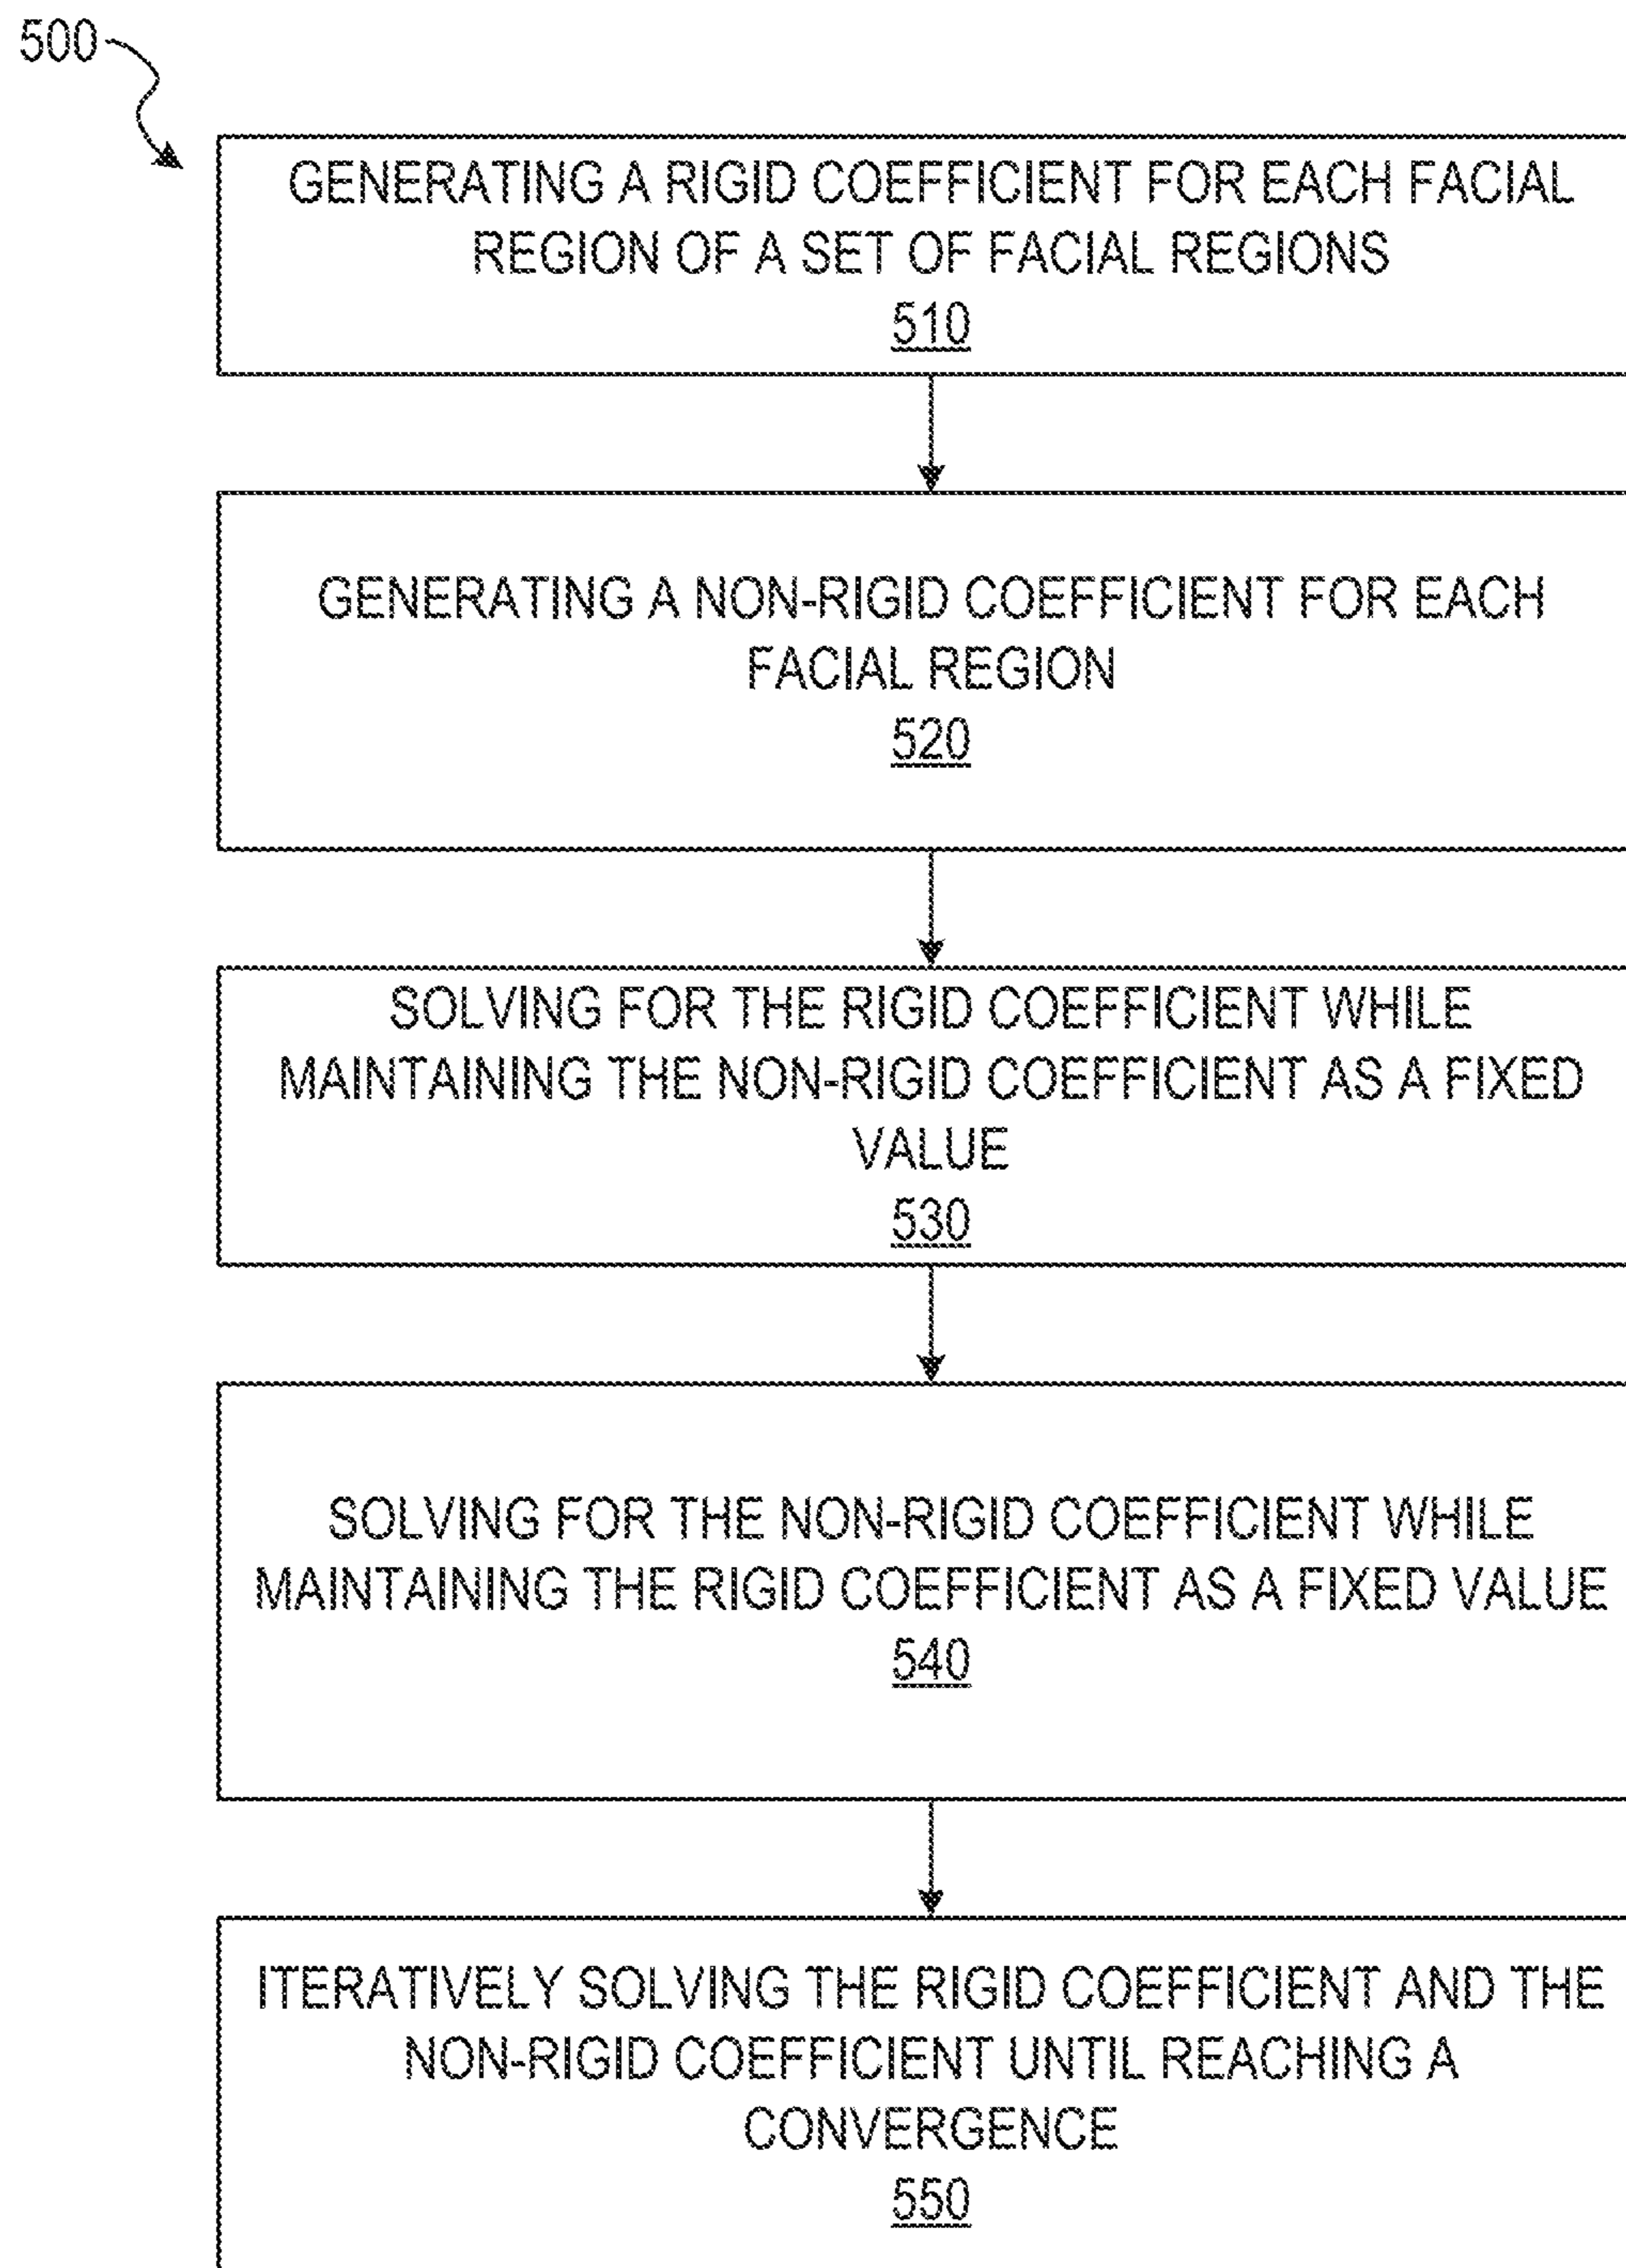 500
GENERATING A RIGID COEFFICIENT FOR EACH FACIAL
REGION OF A SET OF FACIAL REGIONS
510
GENERATING A NON-RIGID COEFFICIENT FOR EACH
FACIAL REGION
520
SOLVING FOR THE RIGID COEFFICIENT WHILE
MAINTAINING THE NON-RIGID COEFFICIENT AS A FIXED
VALUE
530
SOLVING FOR THE NON-RIGID COEFFICIENT WHILE
MAINTAINING THE RIGID COEFFICIENT AS A FIXED VALUE
540
ITERATIVELY SOLVING THE RIGID COEFFICIENT AND THE
NON-RIGID COEFFICIENT UNTIL REACHING A
CONVERGENCE
550